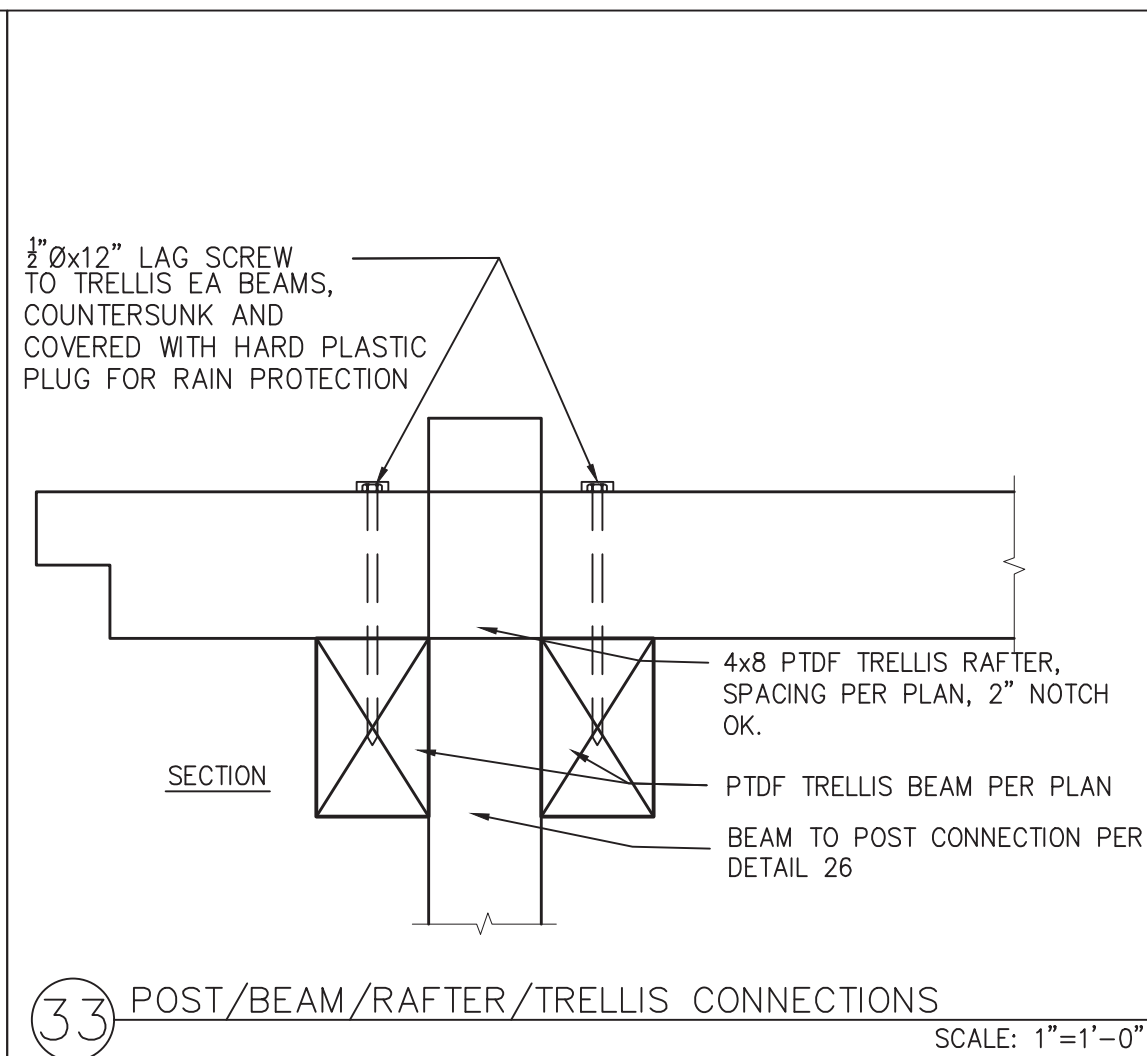 ½"Øx12" LAG SCREW
TO TRELLIS EA BEAMS,
COUNTERSUNK AND
COVERED WITH HARD PLASTIC
PLUG FOR RAIN PROTECTION
4x8 PTDF TRELLIS RAFTER,
SPACING PER PLAN, 2" NOTCH
OK.
SECTION
PTDF TRELLIS BEAM PER PLAN
BEAM TO POST CONNECTION PER
DETAIL 26
33 POST/BEAM/RAFTER/TRELLIS CONNECTIONS
SCALE: 1"=1'-0"